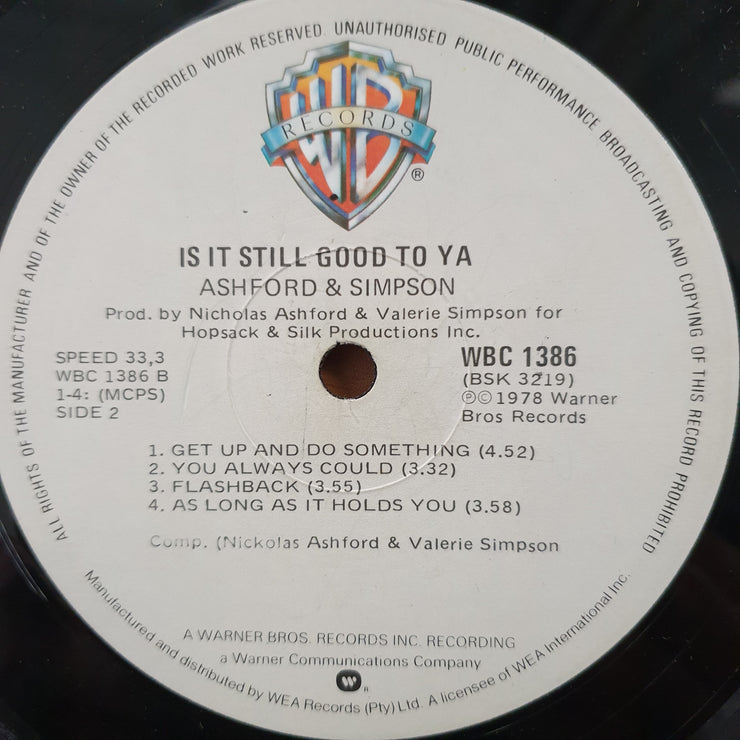 ALL RIGHTS OF THE MANUFACTURER AND OF THE OWNER OF THE RECORDED WORK RESERVED. UNAUTHORISED PUBLIC PERFORMANCE BROADCASTING AND COPYING OF THIS RECORD PROHIBITED
WB
RECORDS
®
IS IT STILL GOOD TO YA
ASHFORD & SIMPSON
Prod. by Nicholas Ashford & Valerie Simpson for
Hopsack & Silk Productions Inc.
SPEED 33,3
WBC 1386 B
1-4: (MCPS)
SIDE 2
WBC 1386
(BSK 3219)
℗©1978 Warner
Bros Records
1. GET UP AND DO SOMETHING (4.52)
2. YOU ALWAYS COULD (3.32)
3. FLASHBACK (3.55)
4. AS LONG AS IT HOLDS YOU (3.58)
Comp. (Nickolas Ashford & Valerie Simpson
A WARNER BROS. RECORDS INC. RECORDING
a Warner Communications Company
Manufactured and distributed by WEA Records (Pty) Ltd. A licensee of WEA International Inc.